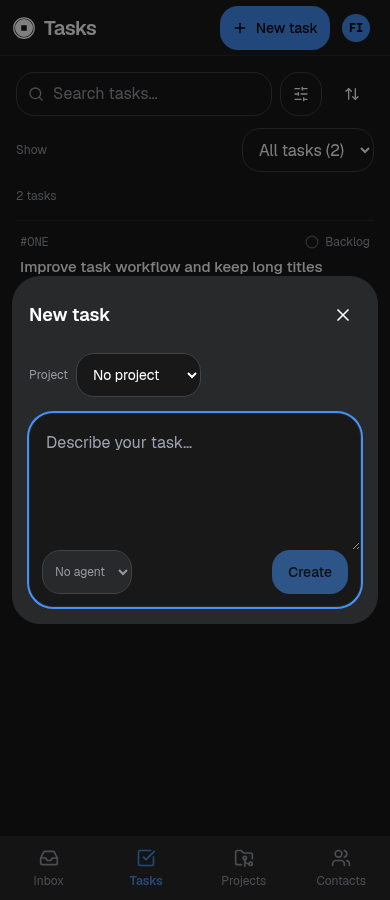 Tasks
New task
FI
Search tasks...
Show
All tasks (2)
2 tasks
#ONE
Backlog
Improve task workflow and keep long titles
New task
Project
No project
Describe your task...
No agent
Create
Inbox
Tasks
Projects
Contacts